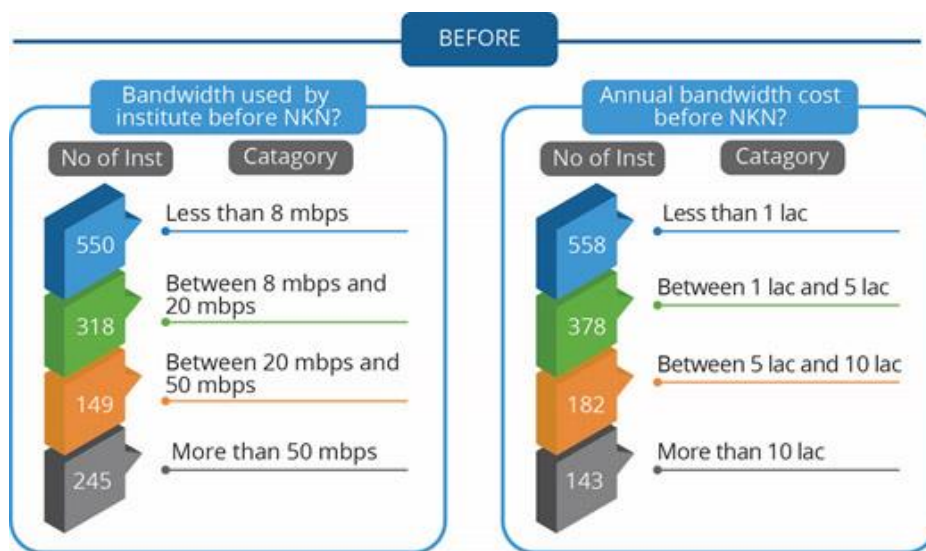 BEFORE
Bandwidth used by
institute before NKN?
No of Inst
Catagory
550
Less than 8 mbps
318
Between 8 mbps and
20 mbps
149
Between 20 mbps and
50 mbps
245
More than 50 mbps
Annual bandwidth cost
before NKN?
No of Inst
Catagory
558
Less than 1 lac
378
Between 1 lac and 5 lac
182
Between 5 lac and 10 lac
143
More than 10 lac